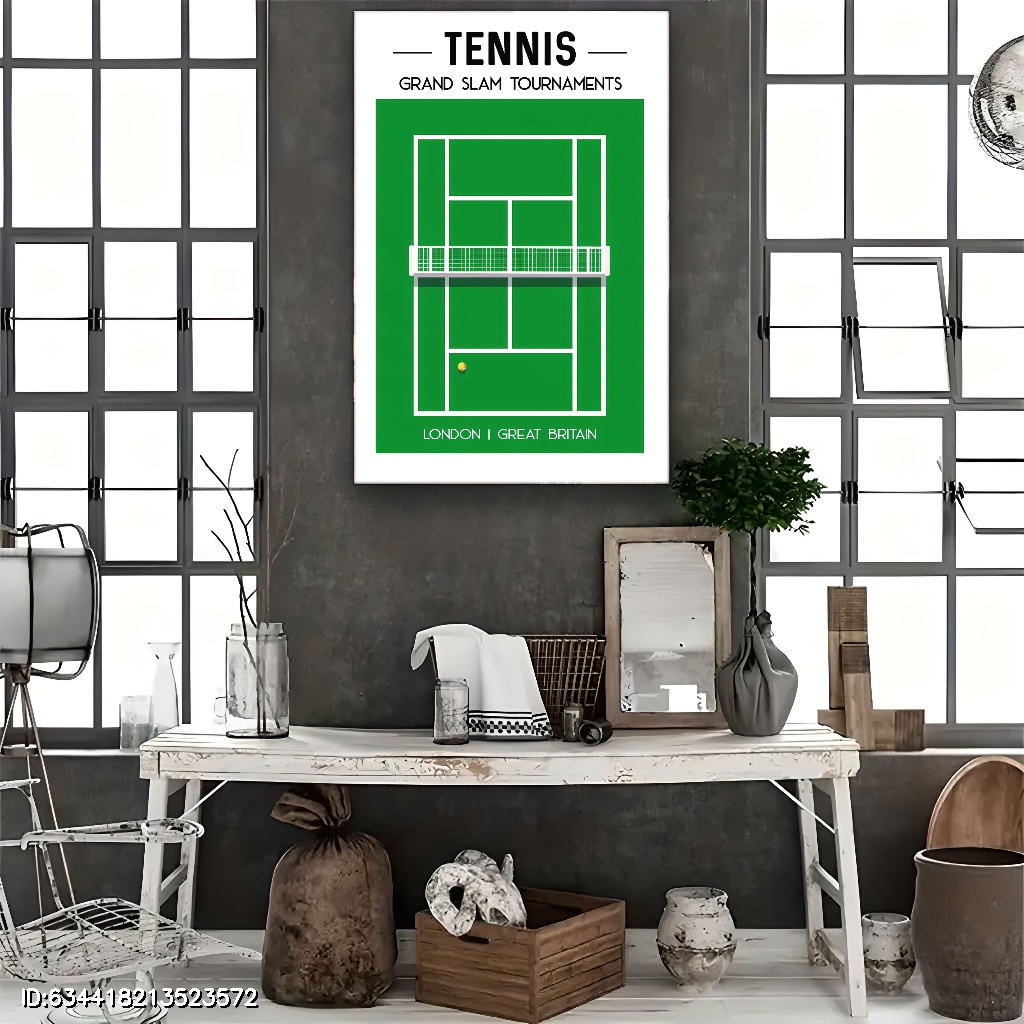 TENNIS
GRAND SLAM TOURNAMENTS
LONDON | GREAT BRITAIN
ID:634418213523572